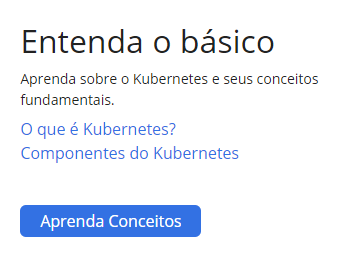 Entenda o básico
Aprenda sobre o Kubernetes e seus conceitos
fundamentais.
O que é Kubernetes?
Componentes do Kubernetes
Aprenda Conceitos